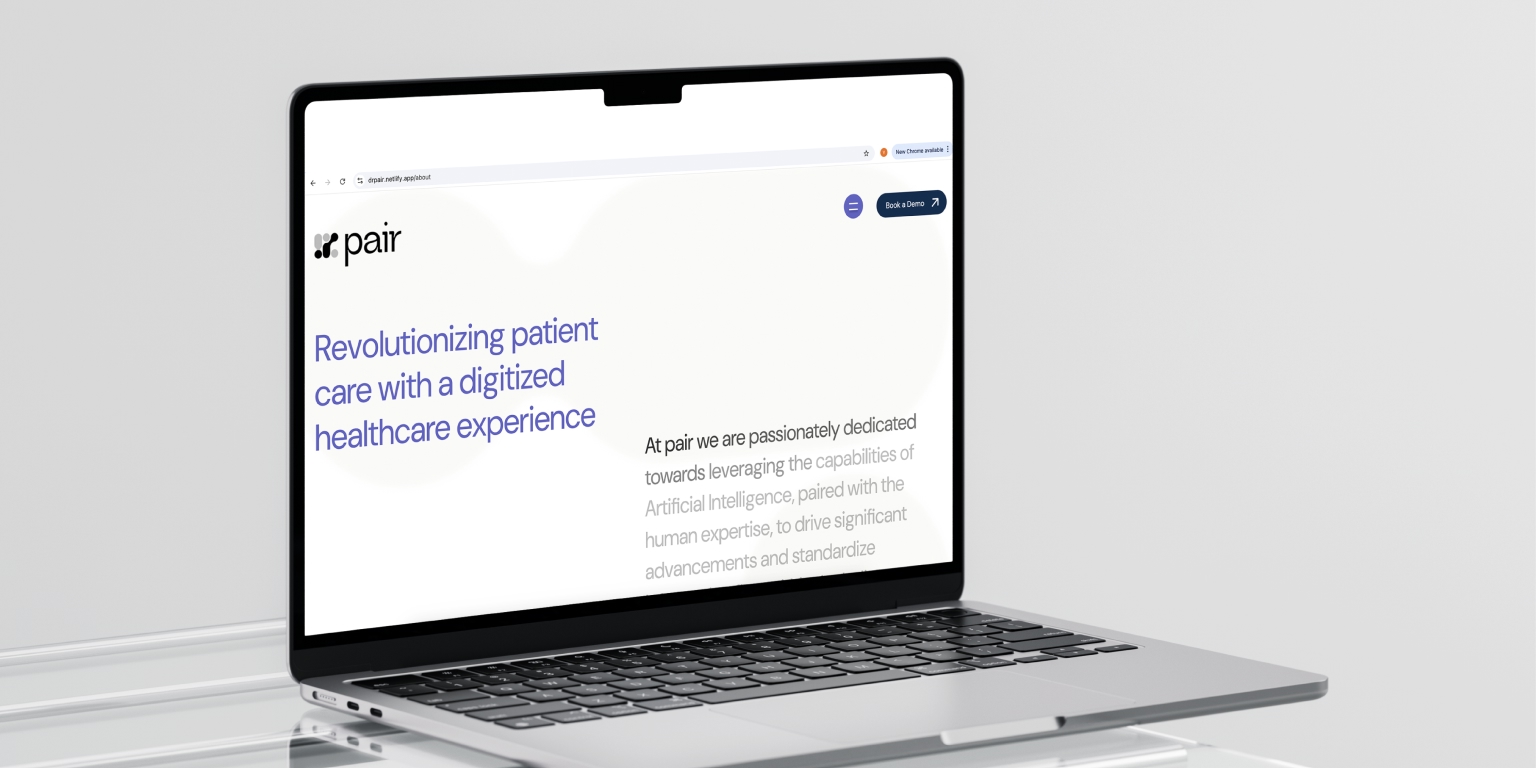 drpair.netlify.app/about
New Chrome available
Book a Demo
pair
Revolutionizing patient
care with a digitized
healthcare experience
At pair we are passionately dedicated
towards leveraging the capabilities of
Artificial Intelligence, paired with the
human expertise, to drive significant
advancements and standardize